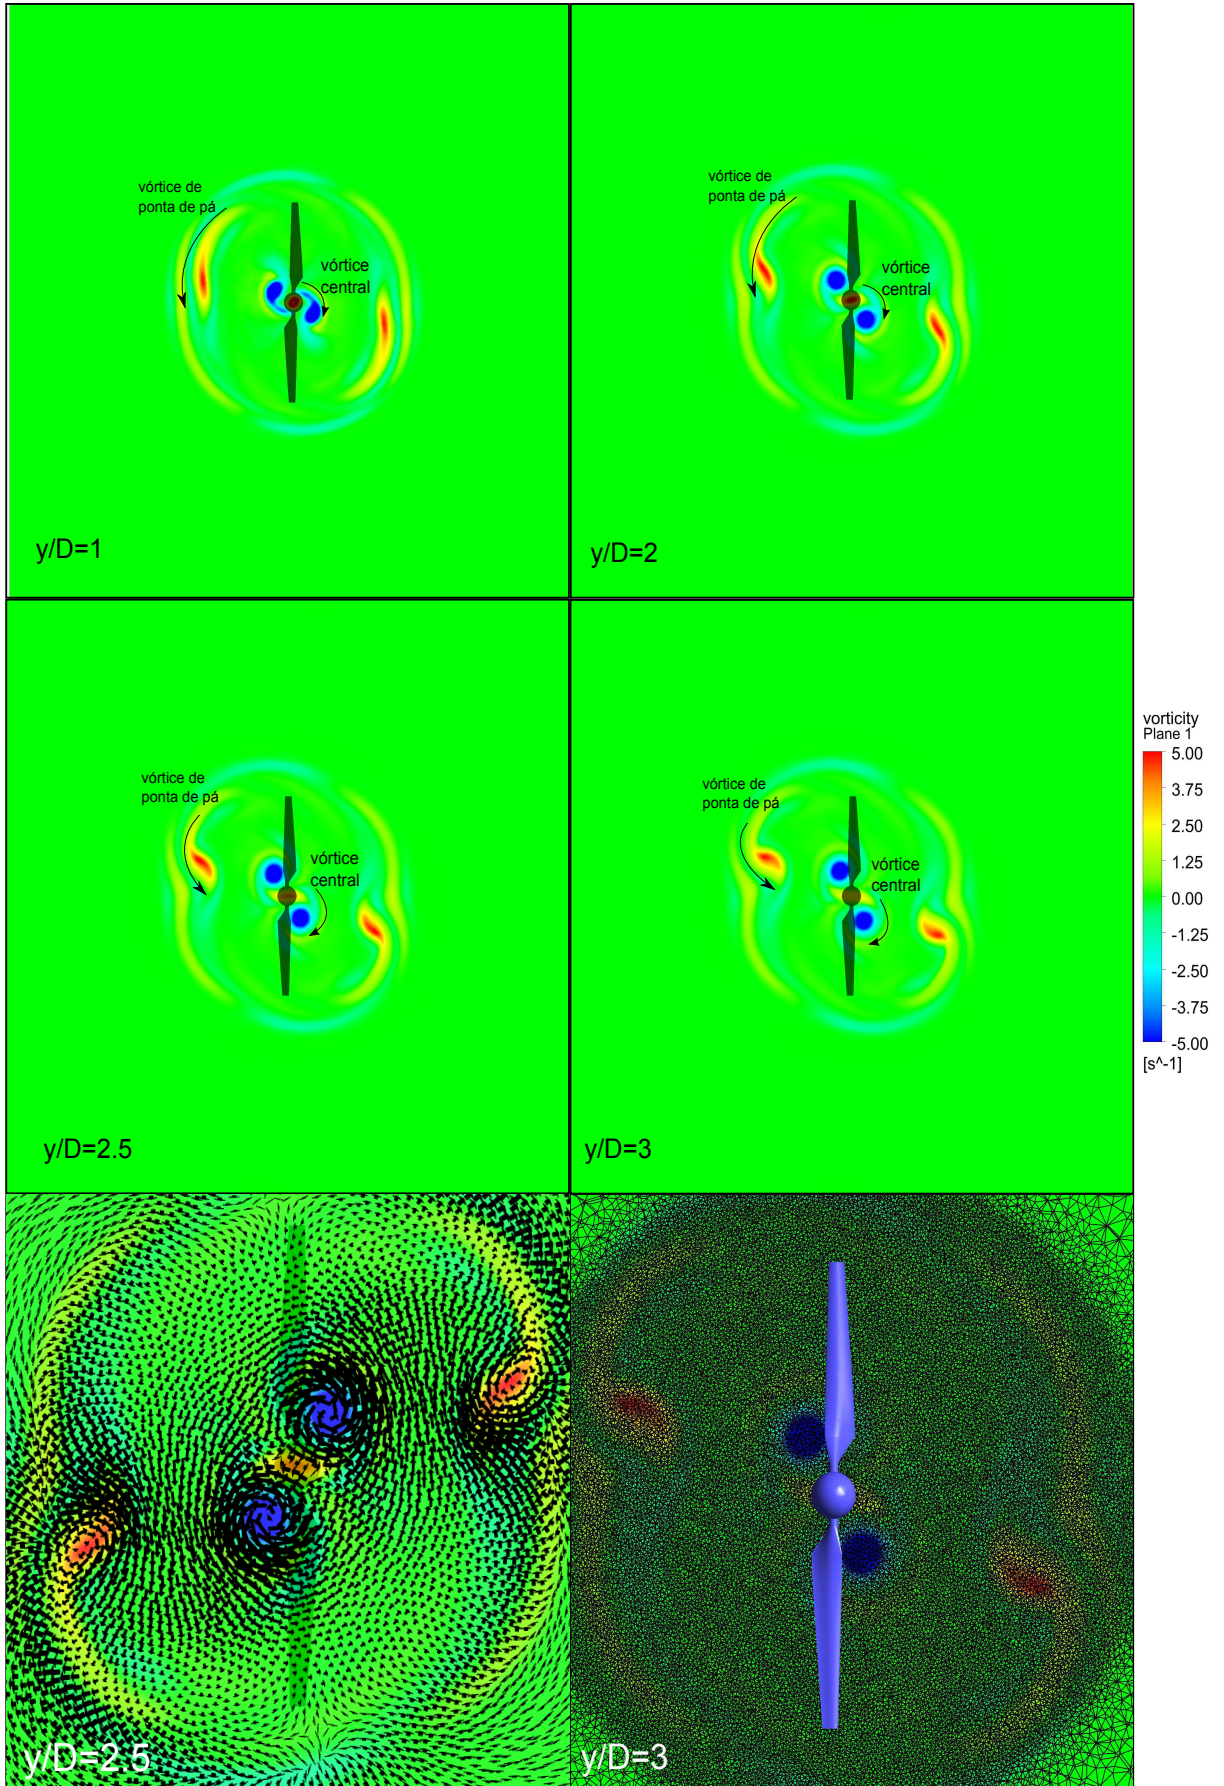 vórtice de
ponta de pá
vórtice
central
y/D=1
vórtice de
ponta de pá
vórtice
central
y/D=2
vórtice de
ponta de pá
vórtice
central
y/D=2.5
vórtice de
ponta de pá
vórtice
central
y/D=3
vorticity
Plane 1
5.00
3.75
2.50
1.25
0.00
-1.25
-2.50
-3.75
-5.00
[s^-1]
y/D=2.5
y/D=3